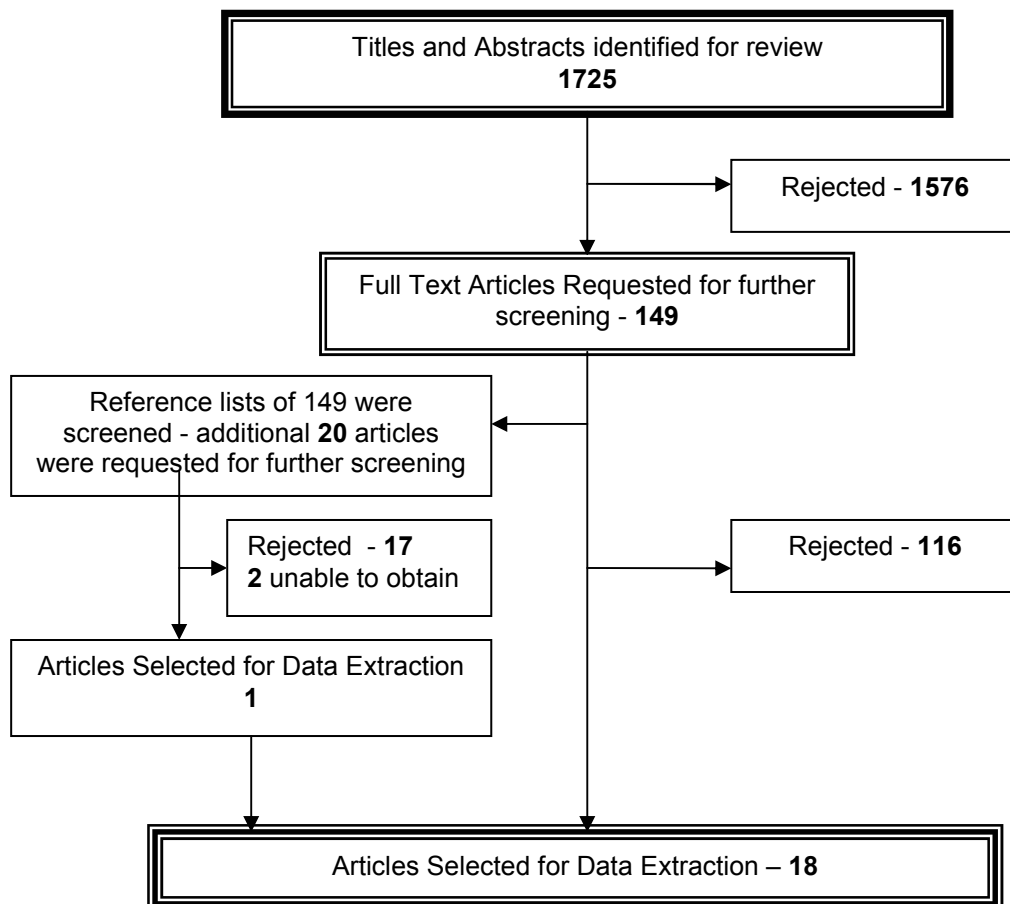 Titles and Abstracts identified for review
1725
Rejected - 1576
Full Text Articles Requested for further
screening - 149
Reference lists of 149 were
screened - additional 20 articles
were requested for further screening
Rejected - 17
2 unable to obtain
Rejected - 116
Articles Selected for Data Extraction
1
Articles Selected for Data Extraction – 18